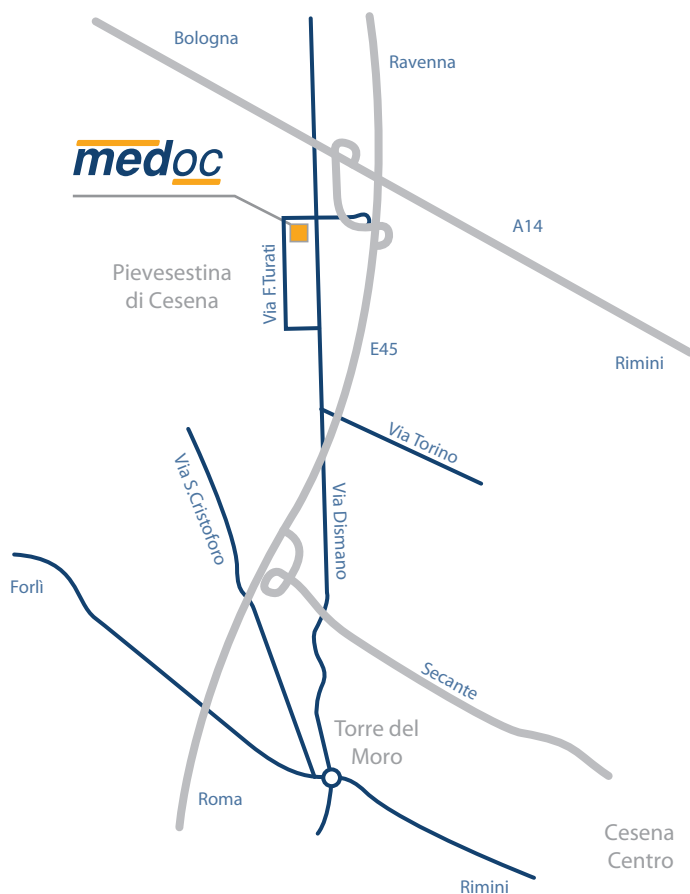 Bologna
Ravenna
medoc
A14
Pievesestina
di Cesena
Via F.Turati
E45
Rimini
Via Torino
Via S.Cristoforo
Via Dismano
Forlì
Secante
Torre del
Moro
Roma
Cesena
Centro
Rimini